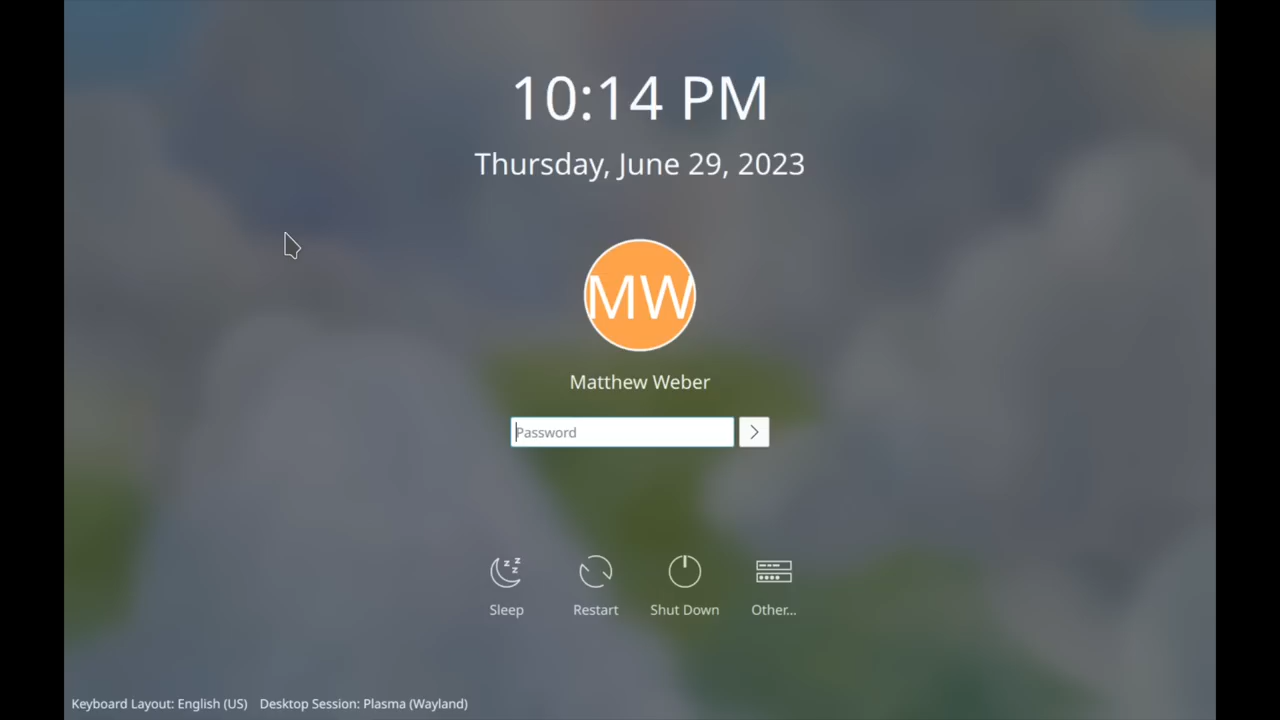 10:14 PM
Thursday, June 29, 2023
MW
Matthew Weber
Password
Sleep Restart Shut Down Other...
Keyboard Layout: English (US) Desktop Session: Plasma (Wayland)